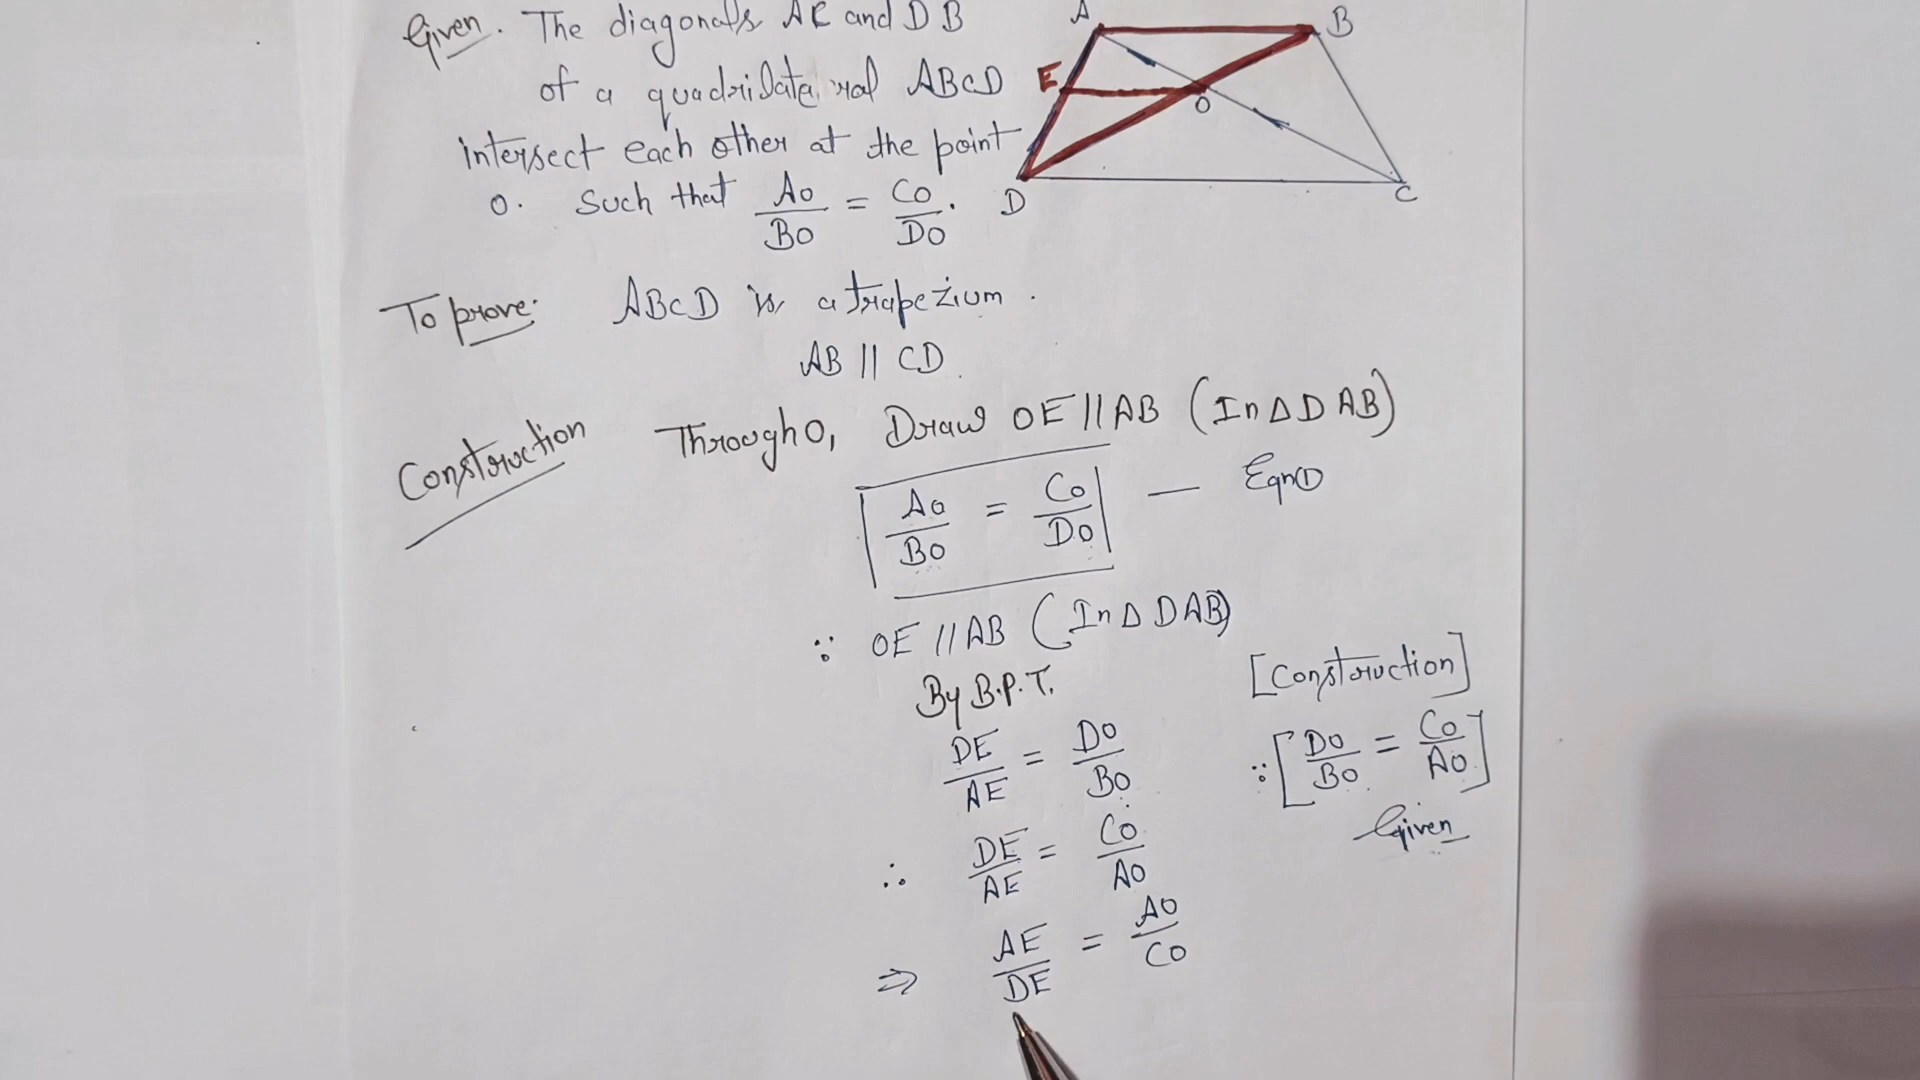 Given. The diagonals AC and DB
of a quadrilateral ABCD
intersect each other at the point
O. Such that AO/BO = CO/DO.
A
B
E
O
D
C
To prove: ABCD is a trapezium.
AB || CD.
Construction Through O, Draw OE || AB (In Δ DAB)
AO/BO = CO/DO — Eqn ①
∵ OE || AB (In Δ DAB)
[Construction]
By B.P.T.
DE/AE = DO/BO ∵ [DO/BO = CO/AO]
Given
∴ DE/AE = CO/AO
⇒ AE/DE = AO/CO